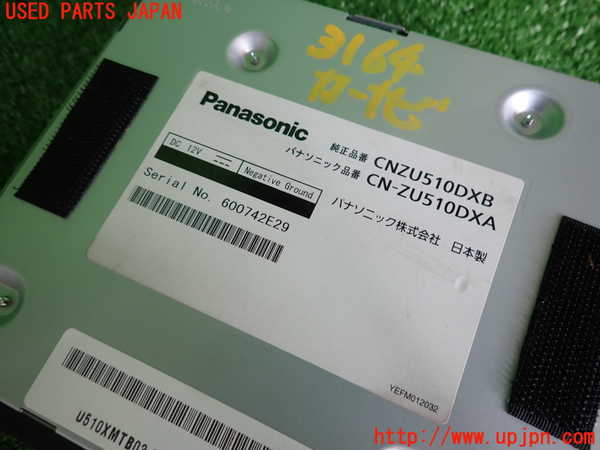 USED PARTS JAPAN
3164
カーナビ
Panasonic
純正品番 CNZU510DXB
パナソニック品番 CN-ZU510DXA
DC 12V
Negative Ground
パナソニック株式会社 日本製
Serial No. 600742E29
YEFM012032
http://www.upjpn.com/